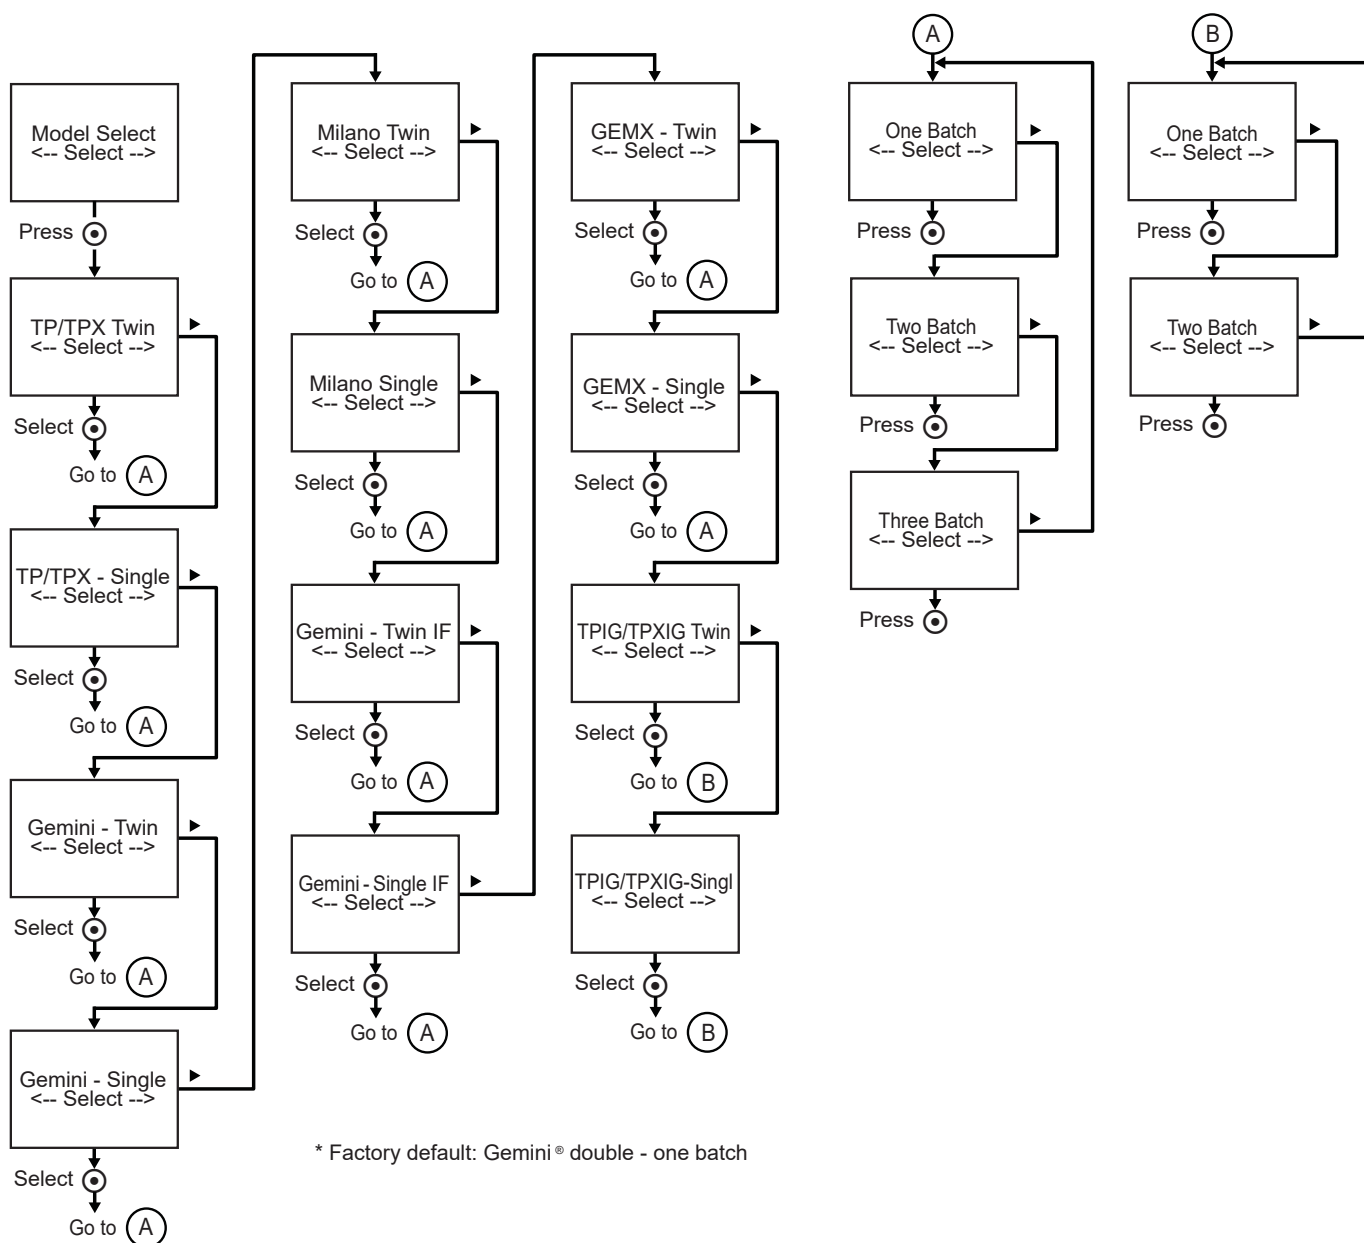 Model Select
<-- Select -->
Press
TP/TPX Twin
<-- Select -->
Select
Go to A
TP/TPX - Single
<-- Select -->
Select
Go to A
Gemini - Twin
<-- Select -->
Select
Go to A
Gemini - Single
<-- Select -->
Select
Go to A
Milano Twin
<-- Select -->
Select
Go to A
Milano Single
<-- Select -->
Select
Go to A
Gemini - Twin IF
<-- Select -->
Select
Go to A
Gemini - Single IF
<-- Select -->
Select
Go to A
GEMX - Twin
<-- Select -->
Select
Go to A
GEMX - Single
<-- Select -->
Select
Go to A
TPIG/TPXIG Twin
<-- Select -->
Select
Go to B
TPIG/TPXIG-Singl
<-- Select -->
Select
Go to B
A
One Batch
<-- Select -->
Press
Two Batch
<-- Select -->
Press
Three Batch
<-- Select -->
Press
B
One Batch
<-- Select -->
Press
Two Batch
<-- Select -->
Press
* Factory default: Gemini® double - one batch